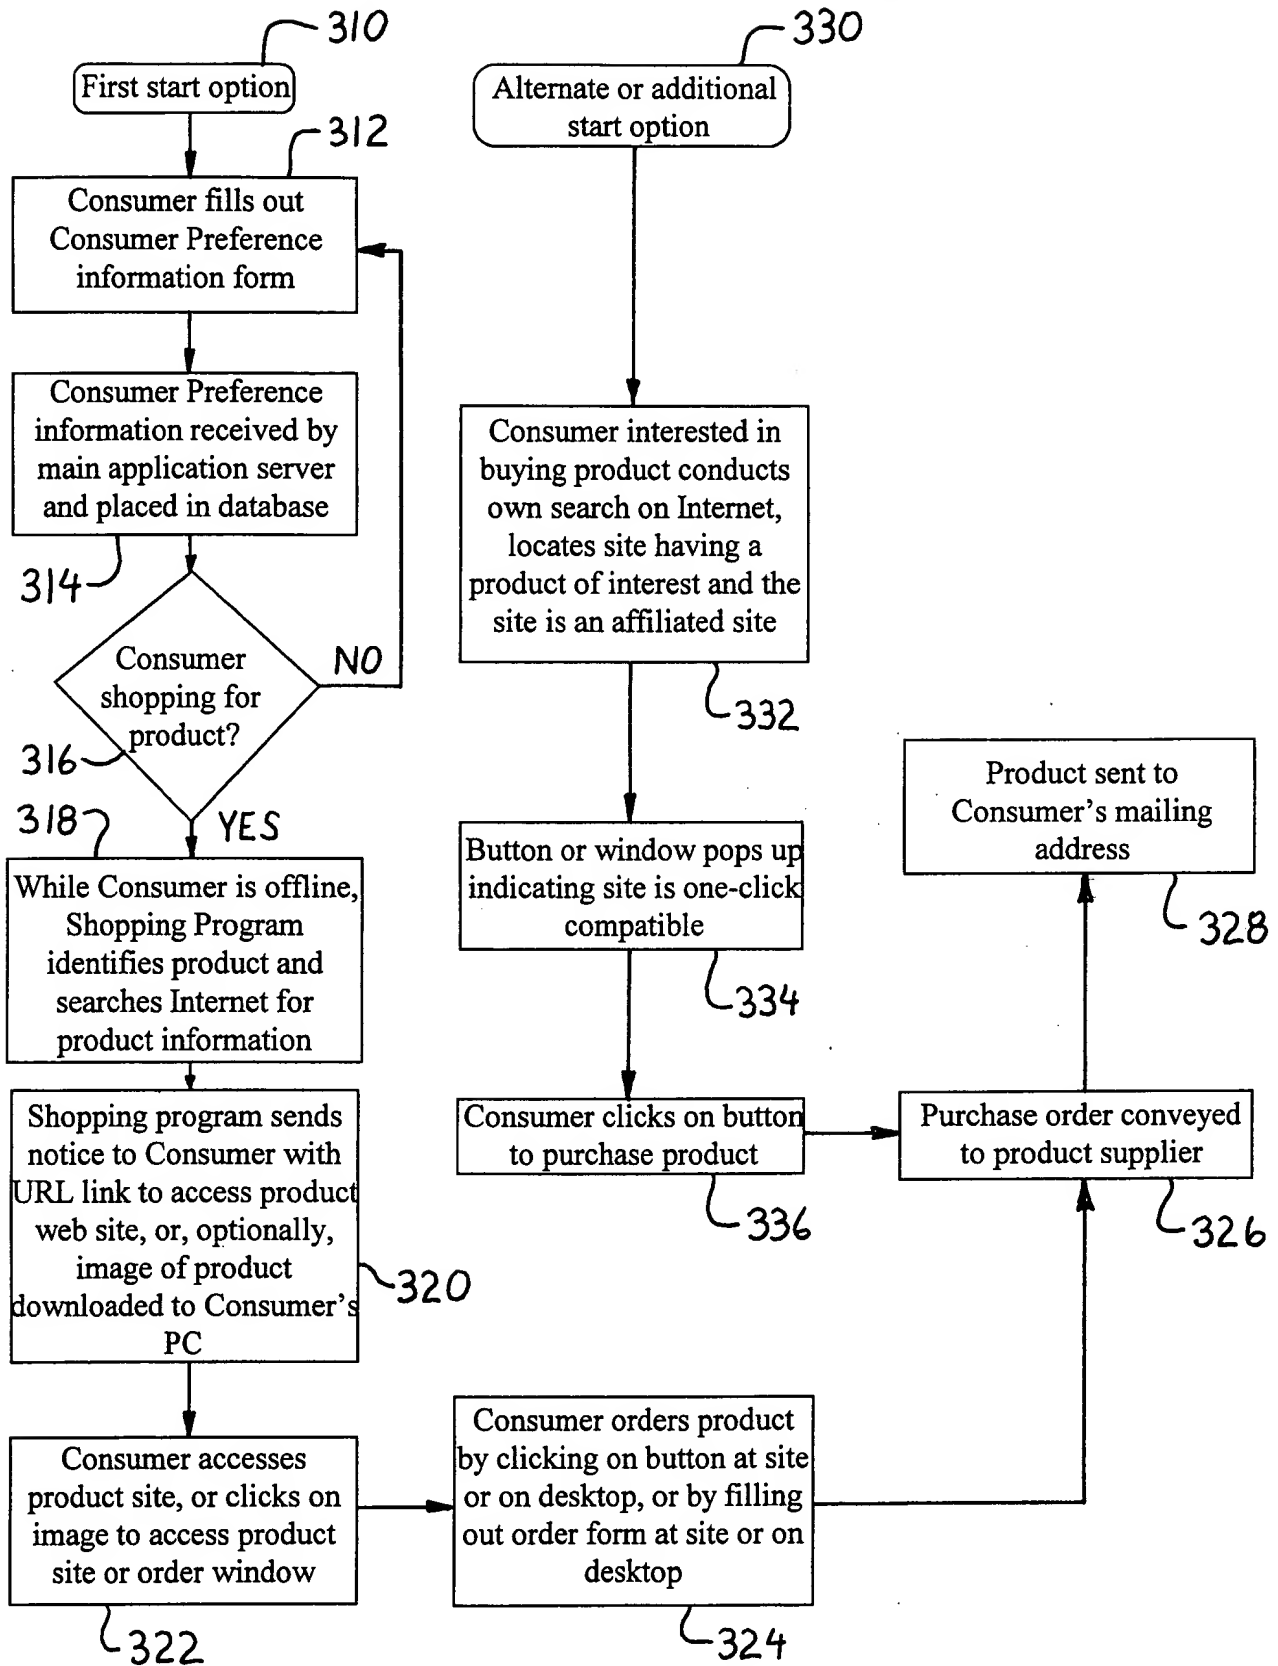 310
First start option
312
Consumer fills out
Consumer Preference
information form
Consumer Preference
information received by
main application server
and placed in database
314
Consumer
shopping for
product?
NO
316
YES
318
While Consumer is offline,
Shopping Program
identifies product and
searches Internet for
product information
Shopping program sends
notice to Consumer with
URL link to access product
web site, or, optionally,
image of product
downloaded to Consumer's
PC
320
Consumer accesses
product site, or clicks on
image to access product
site or order window
322
Consumer orders product
by clicking on button at site
or on desktop, or by filling
out order form at site or on
desktop
324
330
Alternate or additional
start option
Consumer interested in
buying product conducts
own search on Internet,
locates site having a
product of interest and the
site is an affiliated site
332
Button or window pops up
indicating site is one-click
compatible
334
Consumer clicks on button
to purchase product
336
Purchase order conveyed
to product supplier
326
Product sent to
Consumer's mailing
address
328